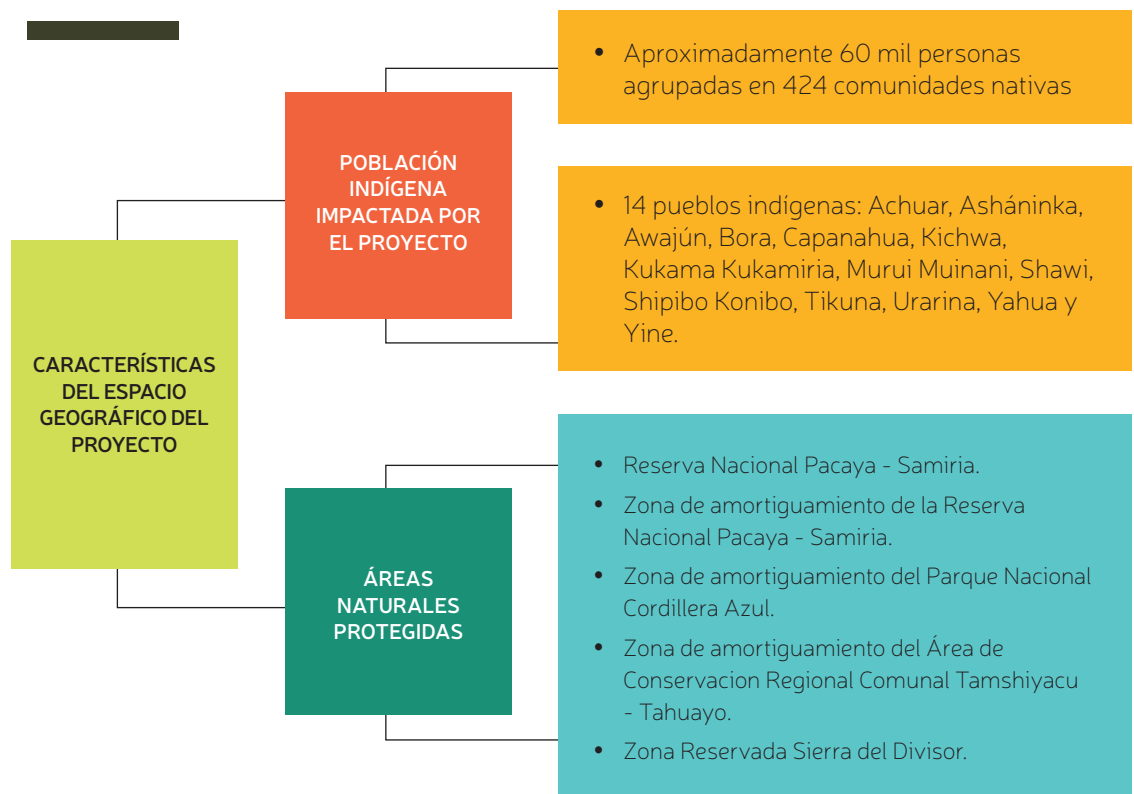 CARACTERÍSTICAS
DEL ESPACIO
GEOGRÁFICO DEL
PROYECTO
POBLACIÓN
INDÍGENA
IMPACTADA POR
EL PROYECTO
• Aproximadamente 60 mil personas
agrupadas en 424 comunidades nativas
• 14 pueblos indígenas: Achuar, Asháninka,
Awajún, Bora, Capanahua, Kichwa,
Kukama Kukamiria, Murui Muinani, Shawi,
Shipibo Konibo, Tikuna, Urarina, Yahua y
Yine.
ÁREAS
NATURALES
PROTEGIDAS
• Reserva Nacional Pacaya - Samiria.
• Zona de amortiguamiento de la Reserva
Nacional Pacaya - Samiria.
• Zona de amortiguamiento del Parque Nacional
Cordillera Azul.
• Zona de amortiguamiento del Área de
Conservacion Regional Comunal Tamshiyacu
- Tahuayo.
• Zona Reservada Sierra del Divisor.